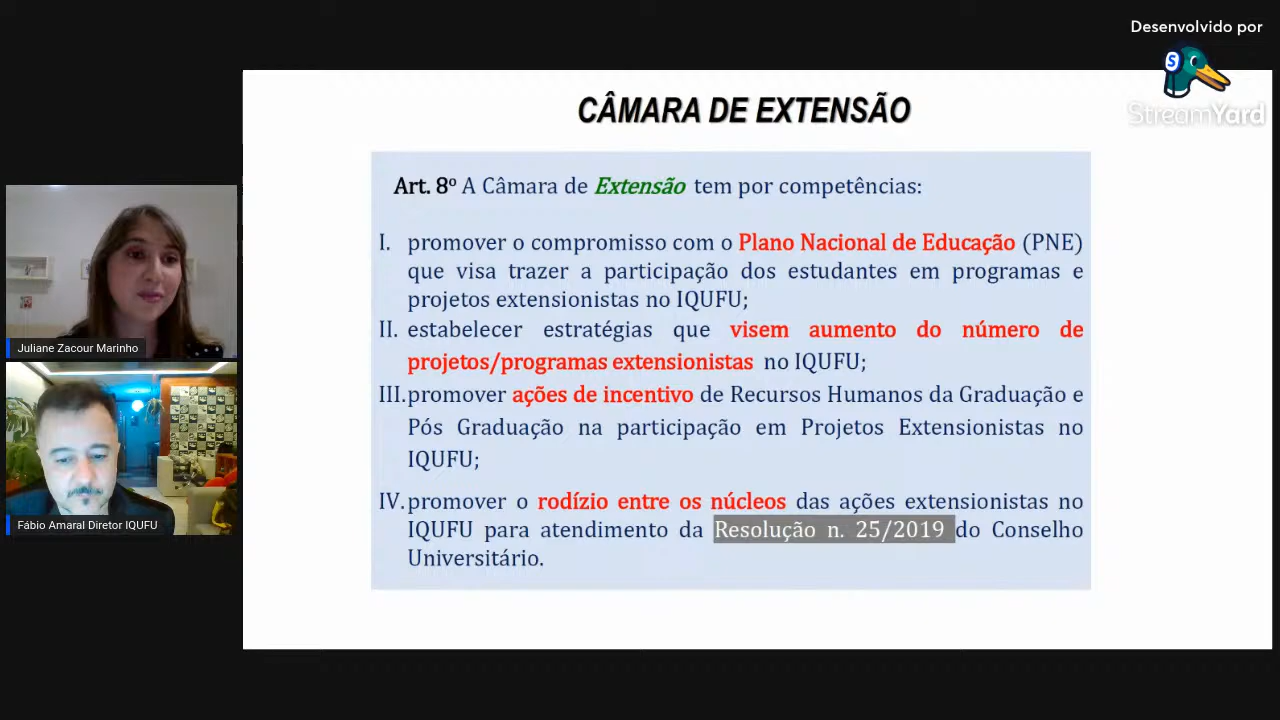 Desenvolvido por
StreamYard
CÂMARA DE EXTENSÃO
Art. 8º A Câmara de Extensão tem por competências:
I. promover o compromisso com o Plano Nacional de Educação (PNE)
que visa trazer a participação dos estudantes em programas e
projetos extensionistas no IQUFU;
II. estabelecer estratégias que visem aumento do número de
projetos/programas extensionistas no IQUFU;
III. promover ações de incentivo de Recursos Humanos da Graduação e
Pós Graduação na participação em Projetos Extensionistas no
IQUFU;
IV. promover o rodízio entre os núcleos das ações extensionistas no
IQUFU para atendimento da Resolução n. 25/2019 do Conselho
Universitário.
Juliane Zacour Marinho
Fábio Amaral Diretor IQUFU